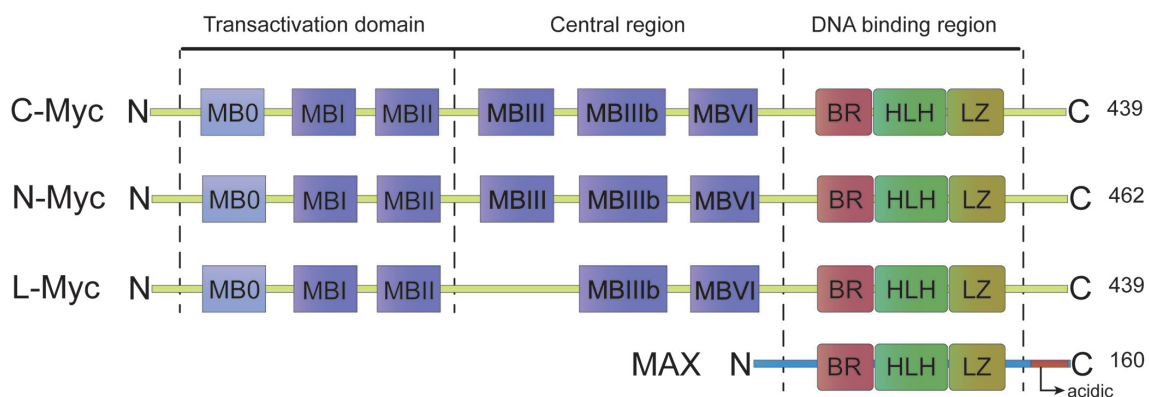 Transactivation domain Central region DNA binding region
C-Myc N MB0 MBI MBII MBIII MBIIIb MBVI BR HLH LZ C 439
N-Myc N MB0 MBI MBII MBIII MBIIIb MBVI BR HLH LZ C 462
L-Myc N MB0 MBI MBII MBIIIb MBVI BR HLH LZ C 439
MAX N BR HLH LZ C 160
acidic